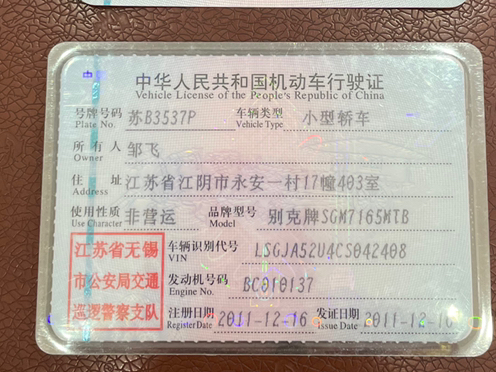 中华人民共和国机动车行驶证
Vehicle License of the People's Republic of China
号牌号码 苏B3537P 车辆类型 小型轿车
Plate No. Vehicle Type
所有人 邹飞
Owner
住址 江苏省江阴市永安一村17幢403室
Address
使用性质 非营运 品牌型号 别克牌SGM7165MTB
Use Character Model
江苏省无锡
市公安局交通
巡逻警察支队
车辆识别代号 LSGJA52U4CS042408
VIN
发动机号码 BC010137
Engine No.
注册日期 2011-12-16 发证日期 2011-12-16
Register Date Issue Date